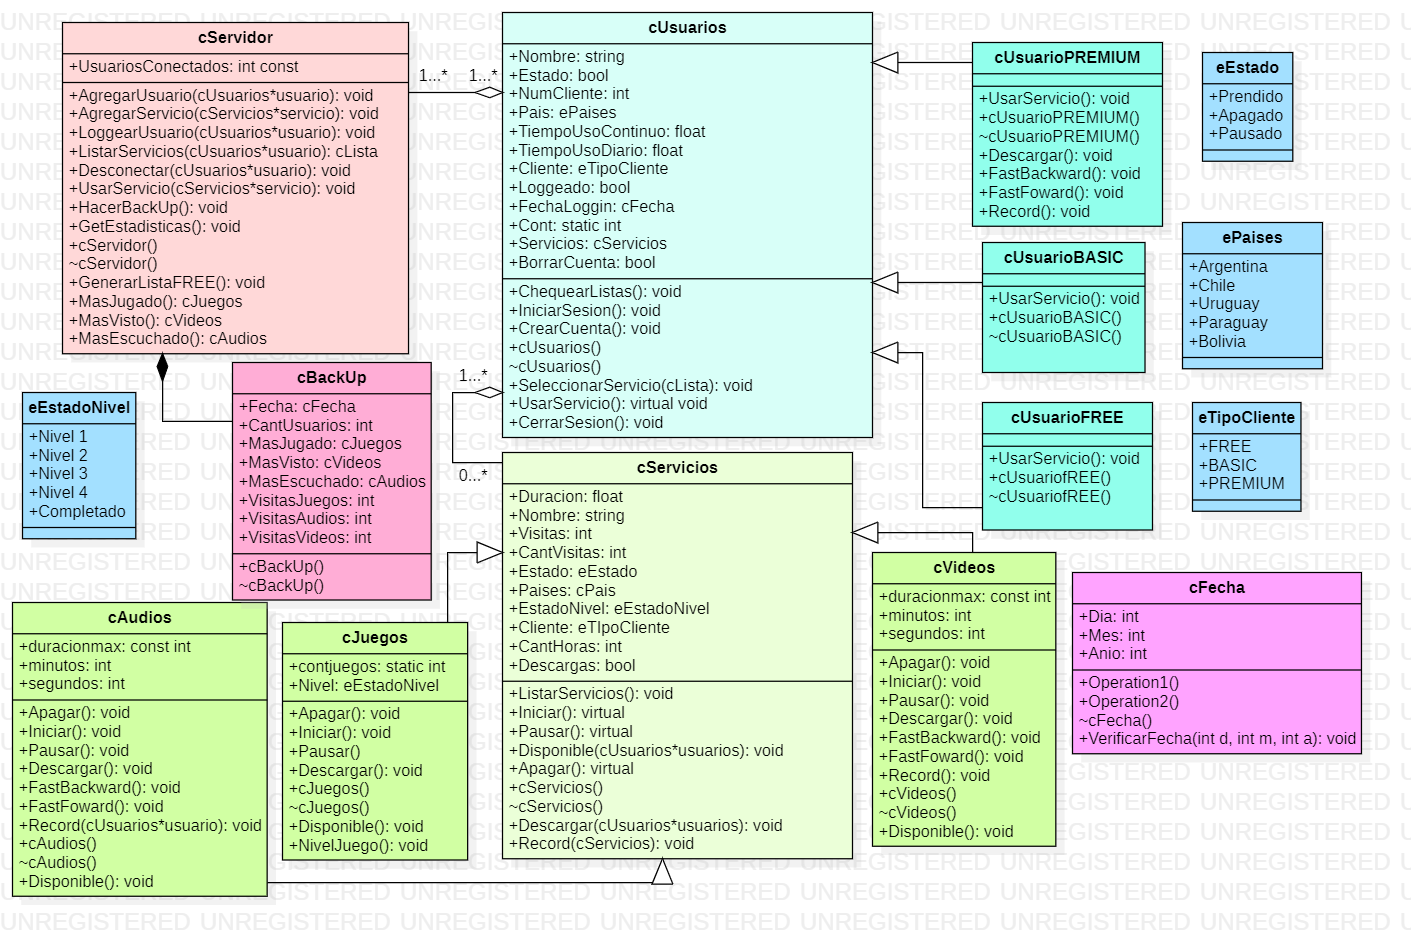 cServidor
+UsuariosConectados: int const
+AgregarUsuario(cUsuarios*usuario): void
+AgregarServicio(cServicios*servicio): void
+LoggearUsuario(cUsuarios*usuario): void
+ListarServicios(cUsuarios*usuario): cLista
+Desconectar(cUsuarios*usuario): void
+UsarServicio(cServicios*servicio): void
+HacerBackUp(): void
+GetEstadisticas(): void
+cServidor()
~cServidor()
+GenerarListaFREE(): void
+MasJugado(): cJuegos
+MasVisto(): cVideos
+MasEscuchado(): cAudios
1...*
1...*
cUsuarios
+Nombre: string
+Estado: bool
+NumCliente: int
+Pais: ePaises
+TiempoUsoContinuo: float
+TiempoUsoDiario: float
+Cliente: eTipoCliente
+Loggeado: bool
+FechaLoggin: cFecha
+Cont: static int
+Servicios: cServicios
+BorrarCuenta: bool
+ChequearListas(): void
+IniciarSesion(): void
+CrearCuenta(): void
+cUsuarios()
~cUsuarios()
+SeleccionarServicio(cLista): void
+UsarServicio(): virtual void
+CerrarSesion(): void
1...*
0...*
cUsuarioPREMIUM
+UsarServicio(): void
+cUsuarioPREMIUM()
~cUsuarioPREMIUM()
+Descargar(): void
+FastBackward(): void
+FastFoward(): void
+Record(): void
eEstado
+Prendido
+Apagado
+Pausado
cUsuarioBASIC
+UsarServicio(): void
+cUsuarioBASIC()
~cUsuarioBASIC()
ePaises
+Argentina
+Chile
+Uruguay
+Paraguay
+Bolivia
cUsuarioFREE
+UsarServicio(): void
+cUsuariofREE()
~cUsuariofREE()
eTipoCliente
+FREE
+BASIC
+PREMIUM
eEstadoNivel
+Nivel 1
+Nivel 2
+Nivel 3
+Nivel 4
+Completado
cBackUp
+Fecha: cFecha
+CantUsuarios: int
+MasJugado: cJuegos
+MasVisto: cVideos
+MasEscuchado: cAudios
+VisitasJuegos: int
+VisitasAudios: int
+VisitasVideos: int
+cBackUp()
~cBackUp()
cServicios
+Duracion: float
+Nombre: string
+Visitas: int
+CantVisitas: int
+Estado: eEstado
+Paises: cPais
+EstadoNivel: eEstadoNivel
+Cliente: eTIpoCliente
+CantHoras: int
+Descargas: bool
+ListarServicios(): void
+Iniciar(): virtual
+Pausar(): virtual
+Disponible(cUsuarios*usuarios): void
+Apagar(): virtual
+cServicios()
~cServicios()
+Descargar(cUsuarios*usuarios): void
+Record(cServicios): void
cAudios
+duracionmax: const int
+minutos: int
+segundos: int
+Apagar(): void
+Iniciar(): void
+Pausar(): void
+Descargar(): void
+FastBackward(): void
+FastFoward(): void
+Record(cUsuarios*usuario): void
+cAudios()
~cAudios()
+Disponible(): void
cJuegos
+contjuegos: static int
+Nivel: eEstadoNivel
+Apagar(): void
+Iniciar(): void
+Pausar()
+Descargar(): void
+cJuegos()
~cJuegos()
+Disponible(): void
+NivelJuego(): void
cVideos
+duracionmax: const int
+minutos: int
+segundos: int
+Apagar(): void
+Iniciar(): void
+Pausar(): void
+Descargar(): void
+FastBackward(): void
+FastFoward(): void
+Record(): void
+cVideos()
~cVideos()
+Disponible(): void
cFecha
+Dia: int
+Mes: int
+Anio: int
+Operation1()
+Operation2()
~cFecha()
+VerificarFecha(int d, int m, int a): void
UNREGISTERED